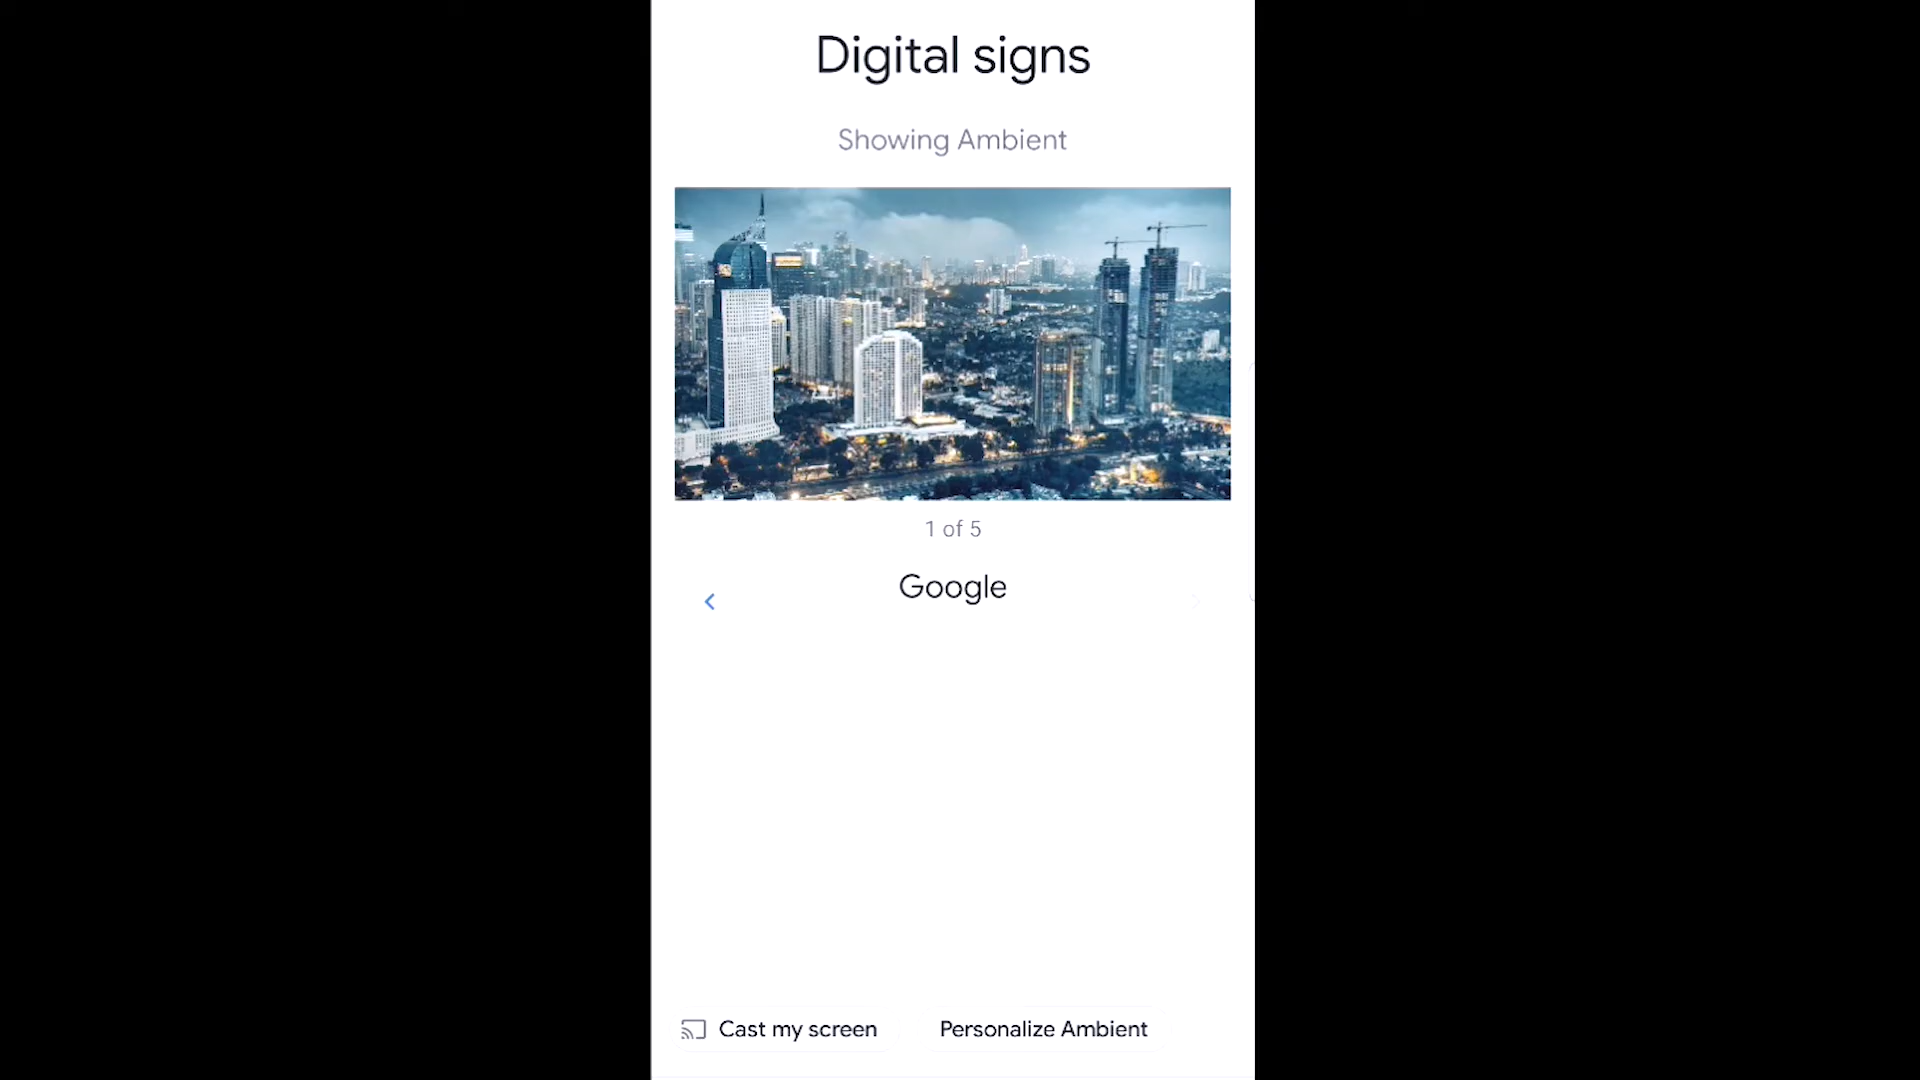 Digital signs
Showing Ambient
1 of 5
Google
Cast my screen
Personalize Ambient